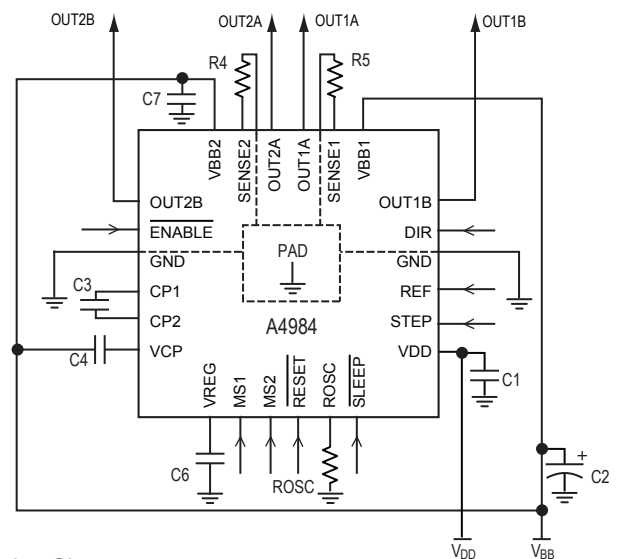 OUT2B
OUT2A
OUT1A
OUT1B
R4
R5
C7
VBB2
SENSE2
OUT2A
OUT1A
SENSE1
VBB1
OUT2B
OUT1B
ENABLE
DIR
GND
PAD
GND
C3
CP1
REF
CP2
A4984
STEP
C4
VCP
VDD
C1
VREG
MS1
MS2
RESET
ROSC
SLEEP
C6
ROSC
+
C2
VDD
VBB